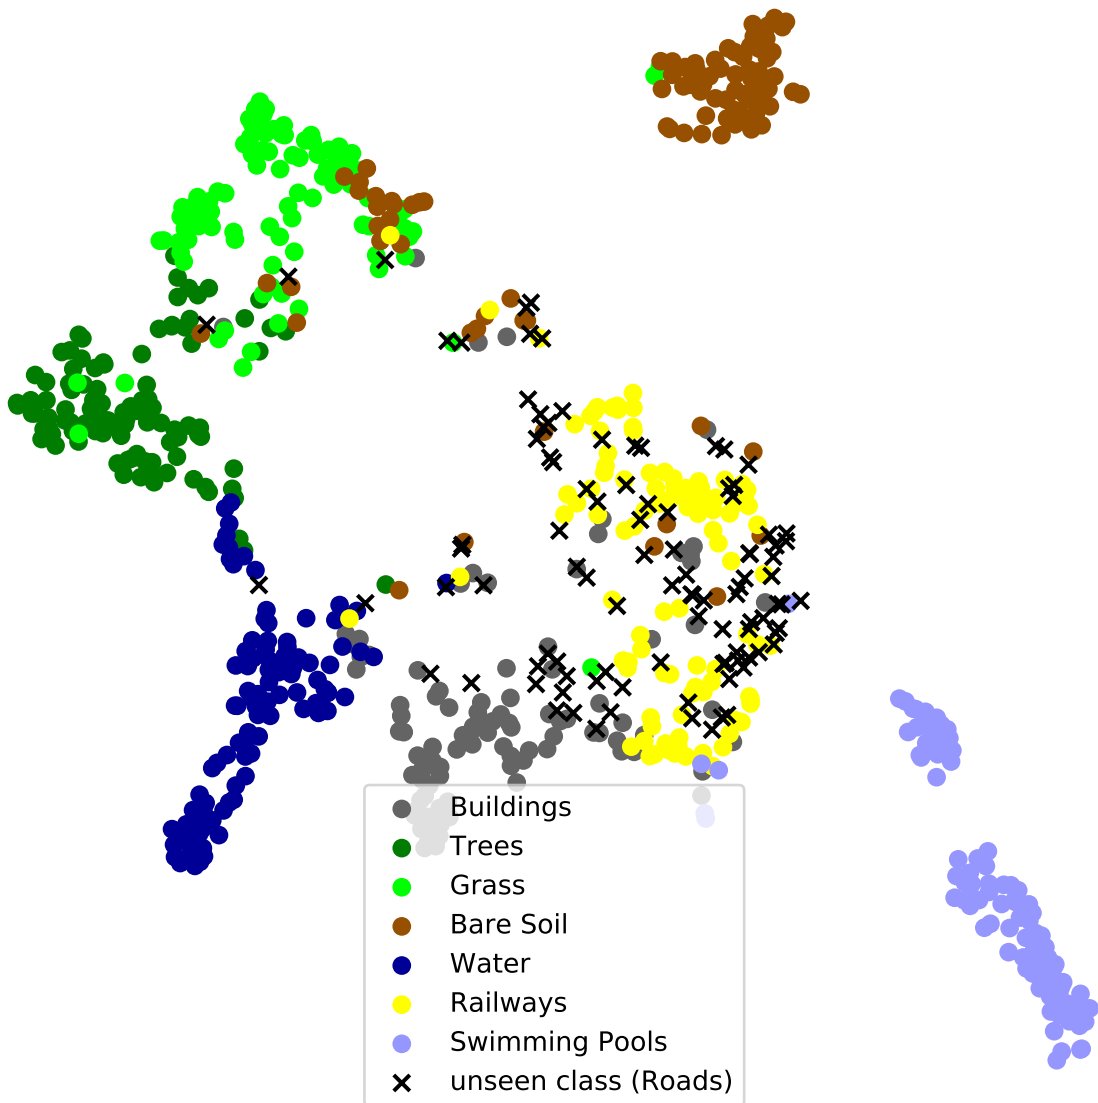 Buildings
Trees
Grass
Bare Soil
Water
Railways
Swimming Pools
unseen class (Roads)